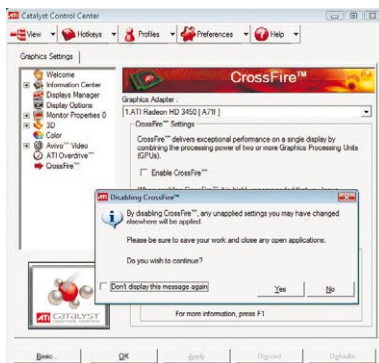 Catalyst Control Center
View Hotkeys Profiles Preferences Help
Graphics Settings
Welcome
Information Center
Displays Manager
Display Options
Monitor Properties 0
3D
Color
Avivo™ Video
ATI Overdrive™
CrossFire™
CrossFire™
Graphics Adapter :
1.ATI Radeon HD 3450 [ A71f ]
CrossFire™ Settings
CrossFire™ delivers exceptional performance on a single display by
combining the processing power of two or more Graphics Processing Units
(GPUs).
Enable CrossFire™
Disabling CrossFire™
By disabling CrossFire™, any unapplied settings you may have changed
elsewhere will be applied.
Please be sure to save your work and close any open applications.
Do you wish to continue?
Don't display this message again
Yes No
ATI CATALYST
CONTROL CENTER
For more information, press F1
Basic... OK Apply Discard Defaults